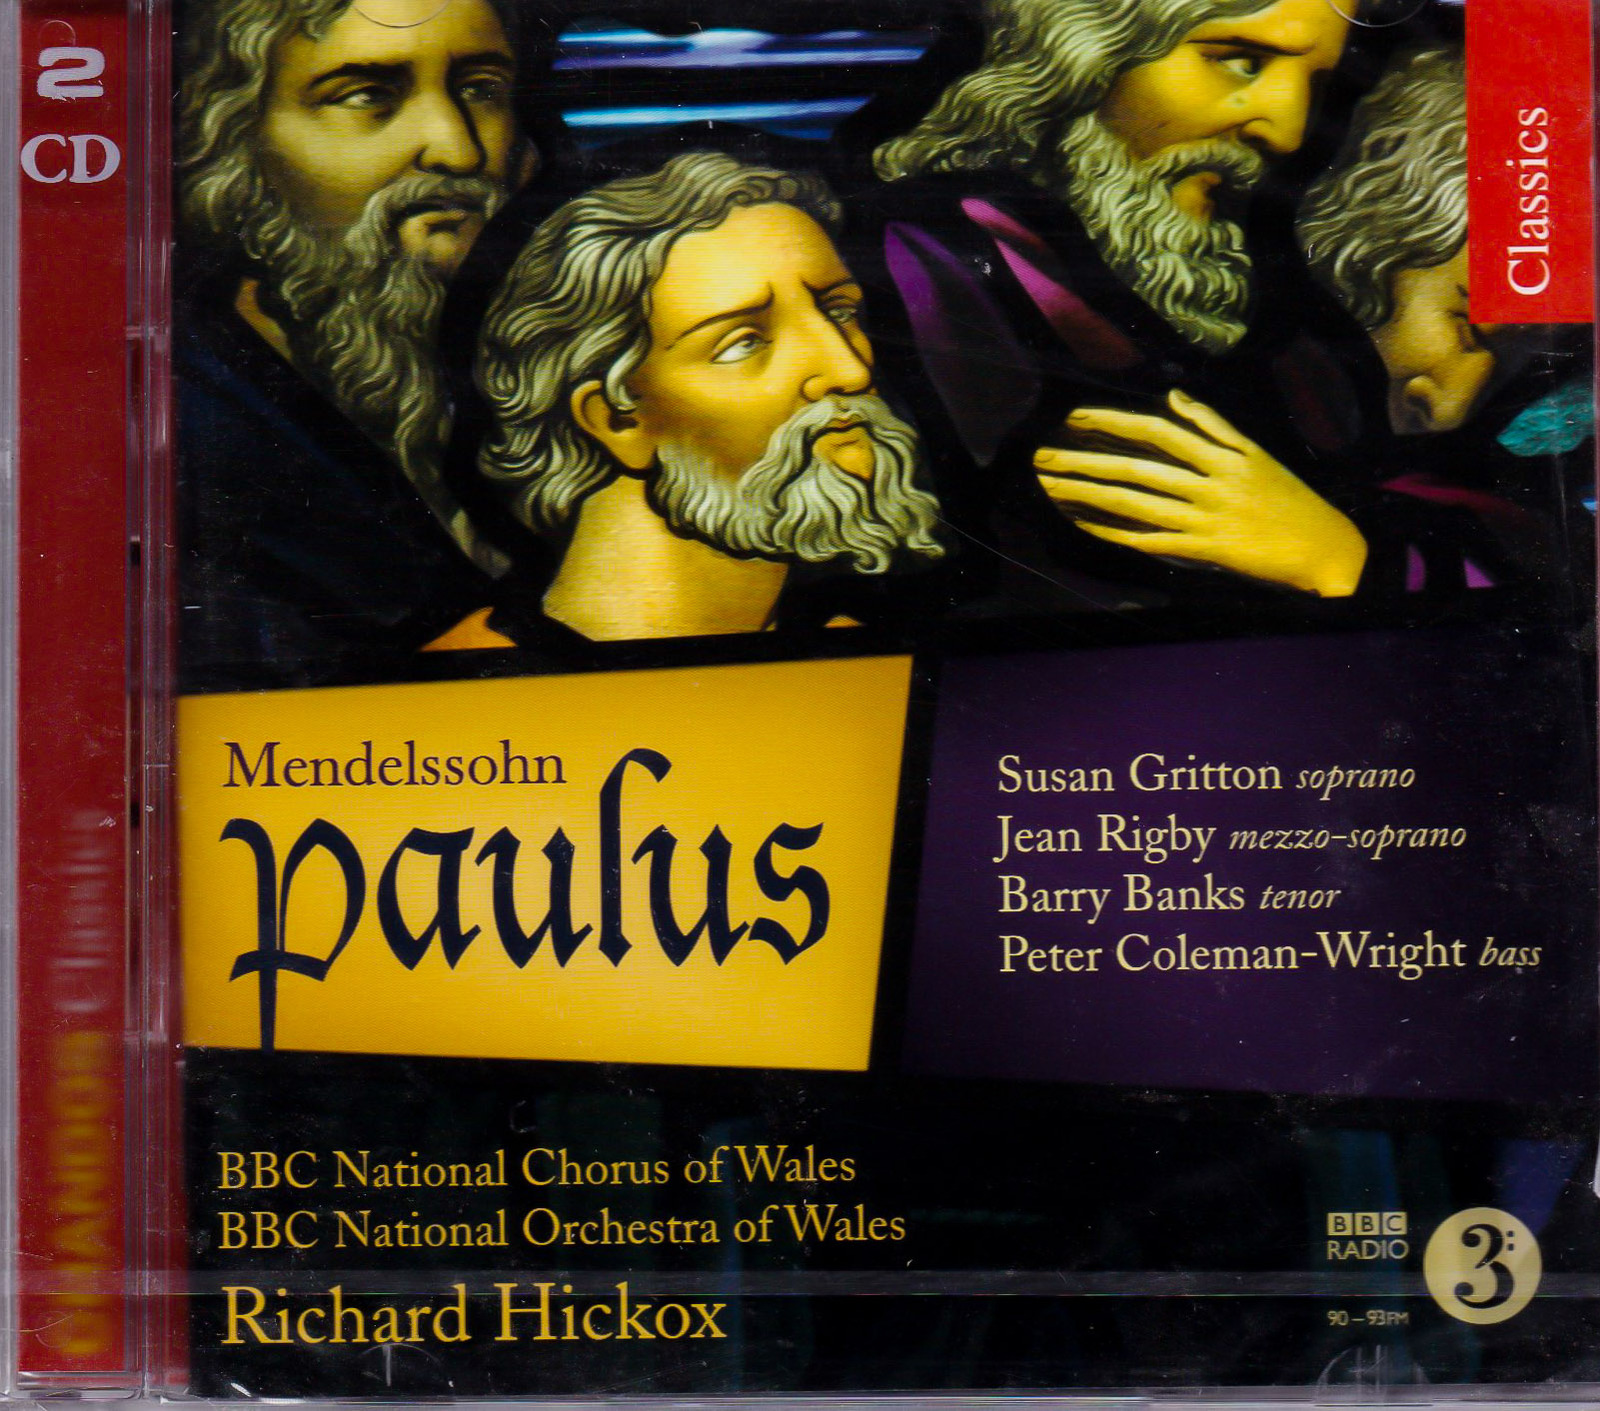 2
CD
Classics
Mendelssohn
paulus
Susan Gritton soprano
Jean Rigby mezzo-soprano
Barry Banks tenor
Peter Coleman-Wright bass
BBC National Chorus of Wales
BBC National Orchestra of Wales
Richard Hickox
BBC
RADIO
3
90–93FM
CHANDOS